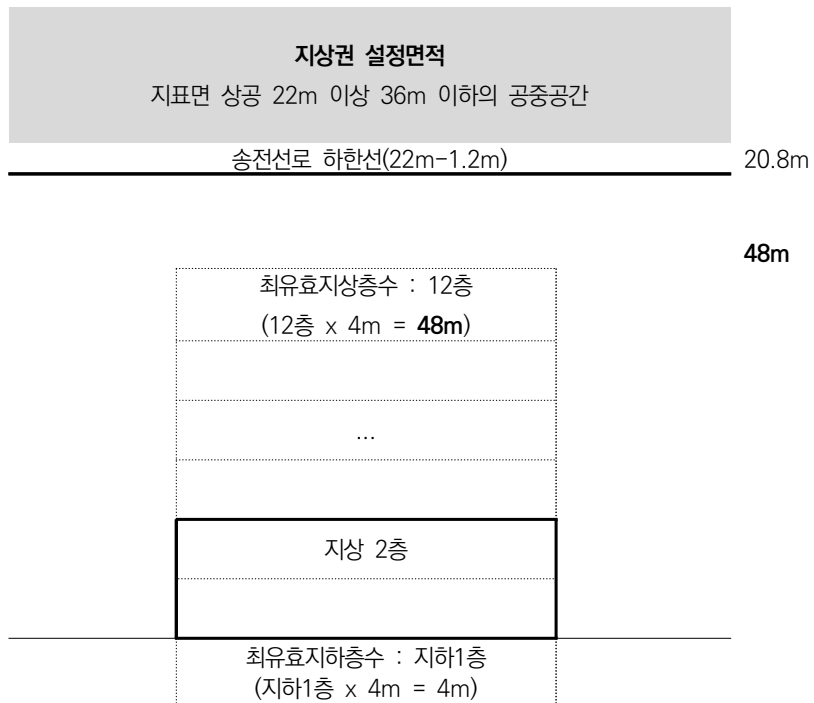 지상권 설정면적
지표면 상공 22m 이상 36m 이하의 공중공간
송전선로 하한선(22m-1.2m)
20.8m
48m
최유효지상층수 : 12층
(12층 x 4m = 48m)
...
지상 2층
최유효지하층수 : 지하1층
(지하1층 x 4m = 4m)